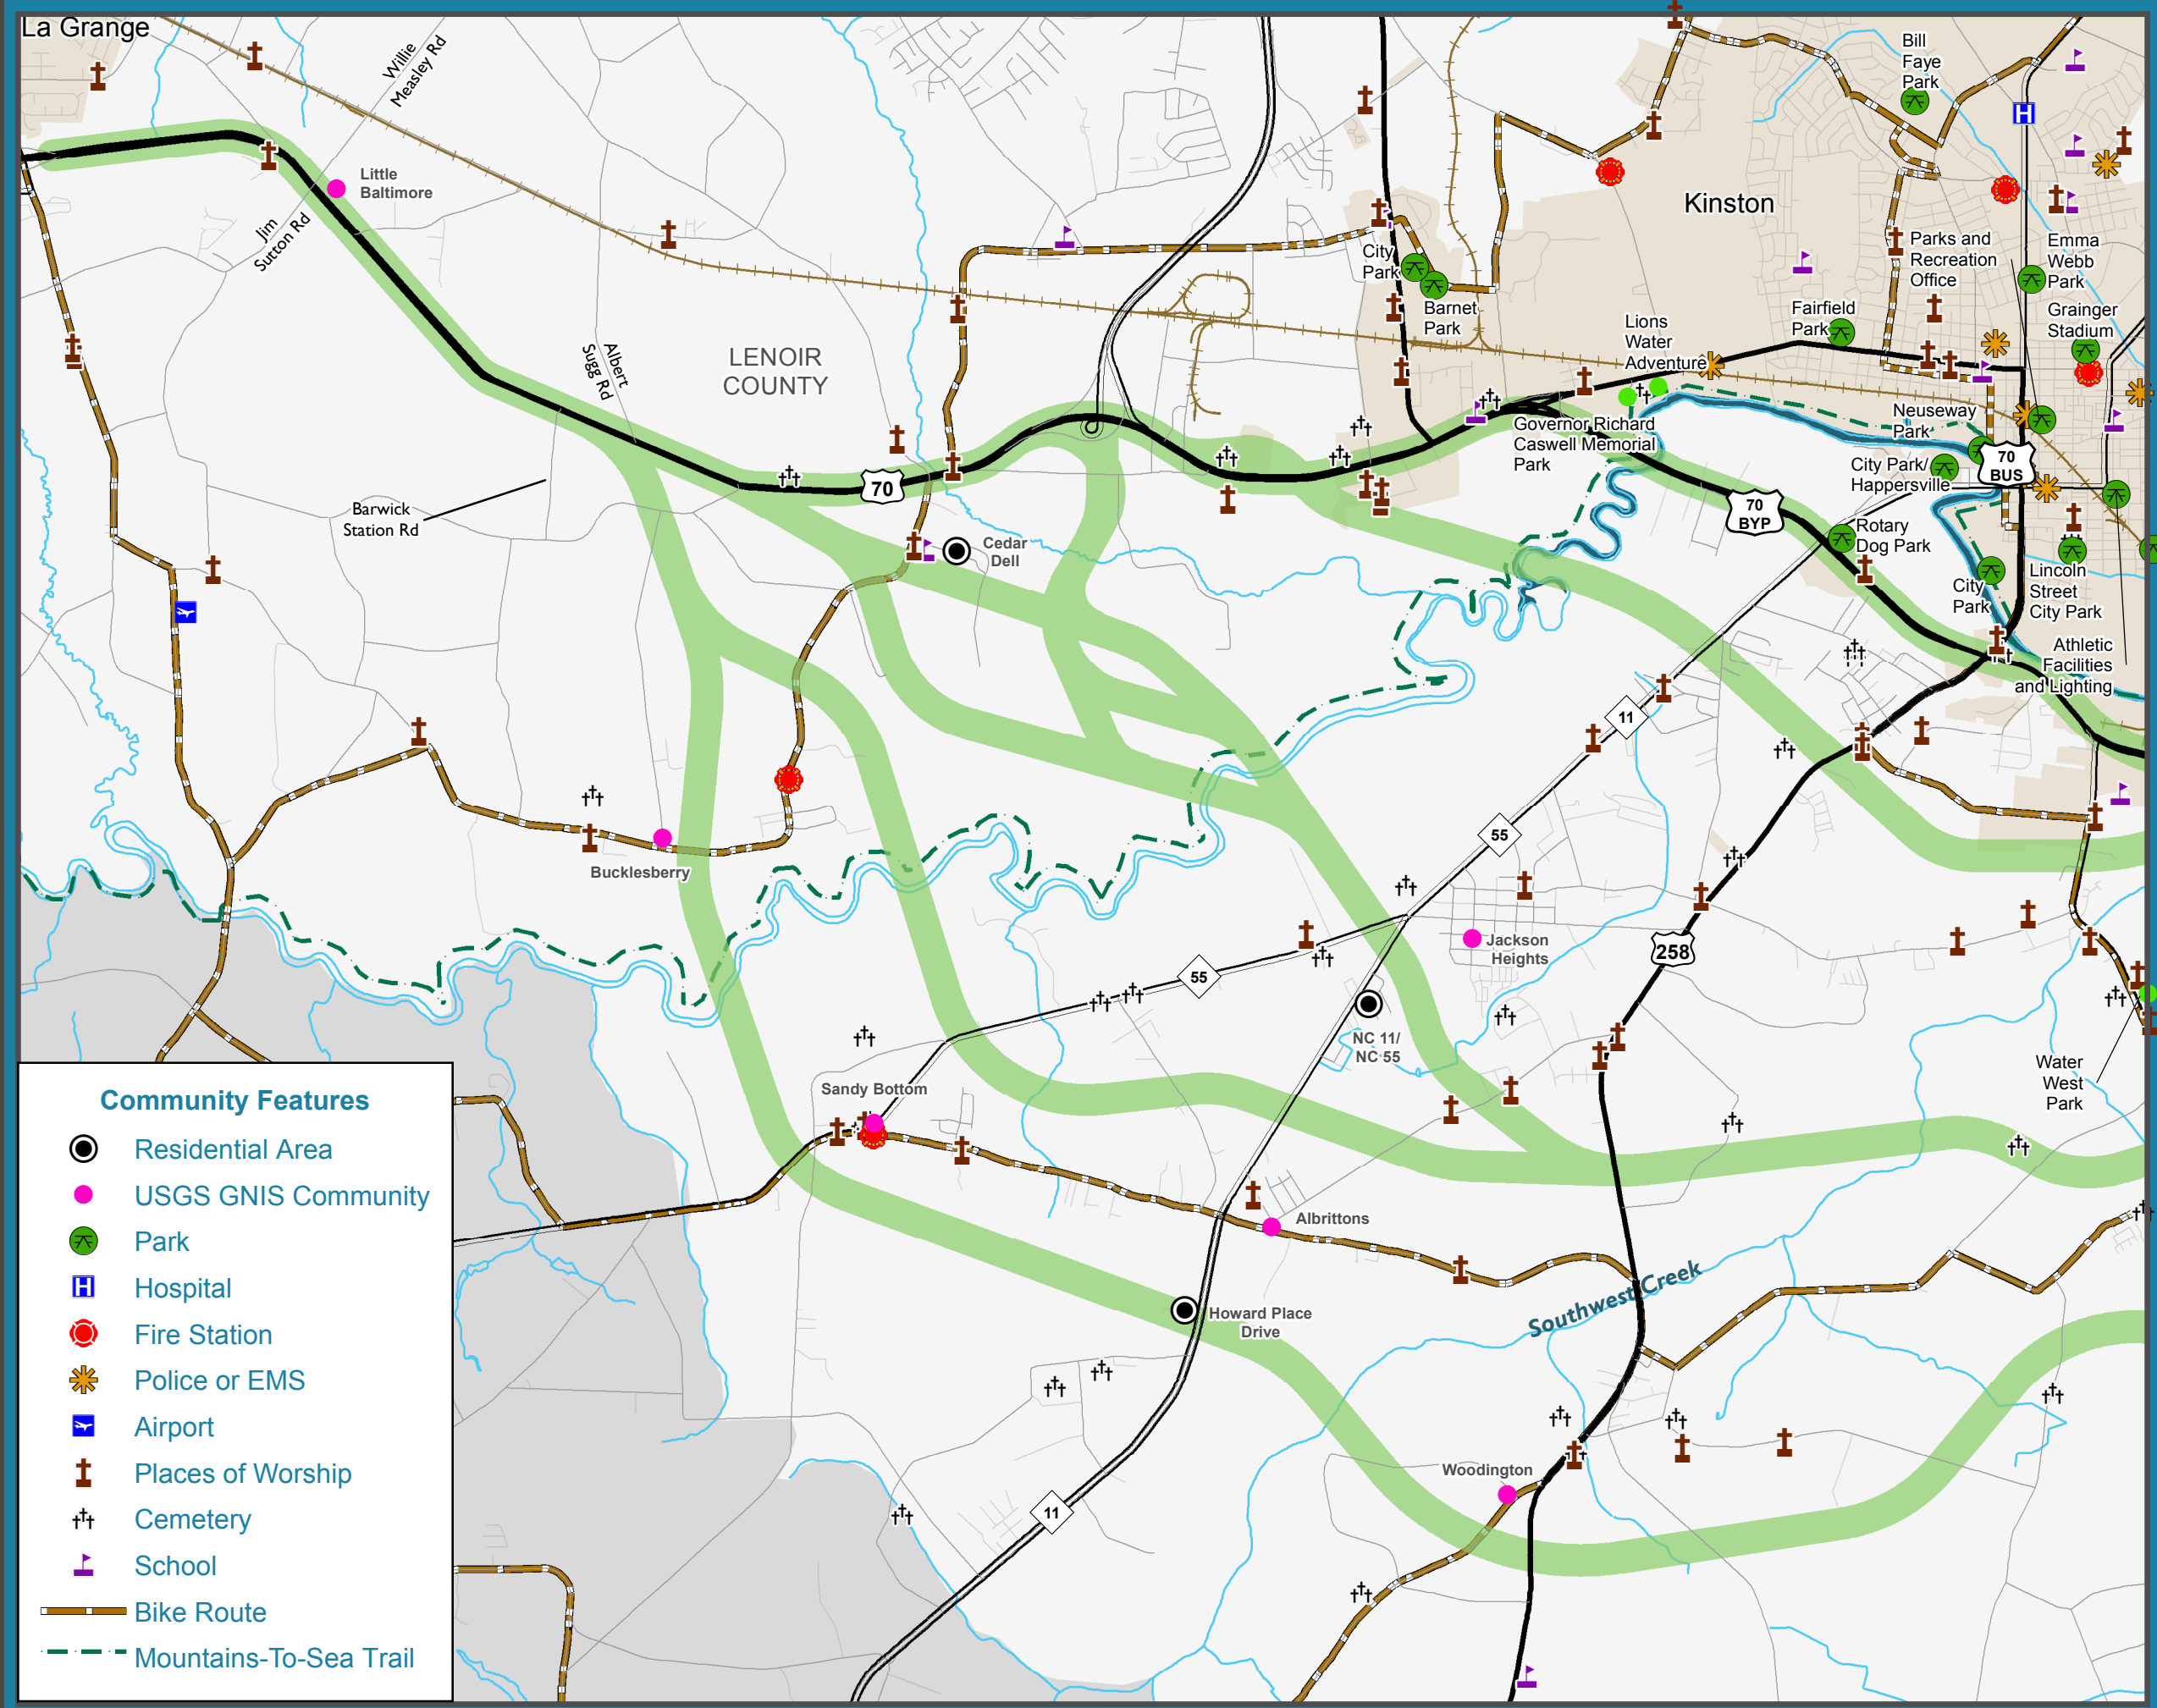 La Grange
Willie
Measley Rd
Little
Baltimore
Jim
Sutton Rd
Albert
Sugg Rd
LENOIR
COUNTY
Barwick
Station Rd
70
Cedar
Dell
Bill
Faye
Park
H
Kinston
City
Park
Barnet
Park
Parks and
Recreation
Office
Emma
Webb
Park
Fairfield
Park
Grainger
Stadium
Lions
Water
Adventure
Governor Richard
Caswell Memorial
Park
Neuseway
Park
City Park/
Happersville
70
BUS
70
BYP
Rotary
Dog Park
City
Park
Lincoln
Street
City Park
Athletic
Facilities
and Lighting
11
55
Bucklesberry
55
Jackson
Heights
258
NC 11/
NC 55
Water
West
Park
Sandy Bottom
Albrittons
Howard Place
Drive
Southwest Creek
Woodington
11
Community Features
Residential Area
USGS GNIS Community
Park
H Hospital
Fire Station
Police or EMS
Airport
Places of Worship
Cemetery
School
Bike Route
Mountains-To-Sea Trail